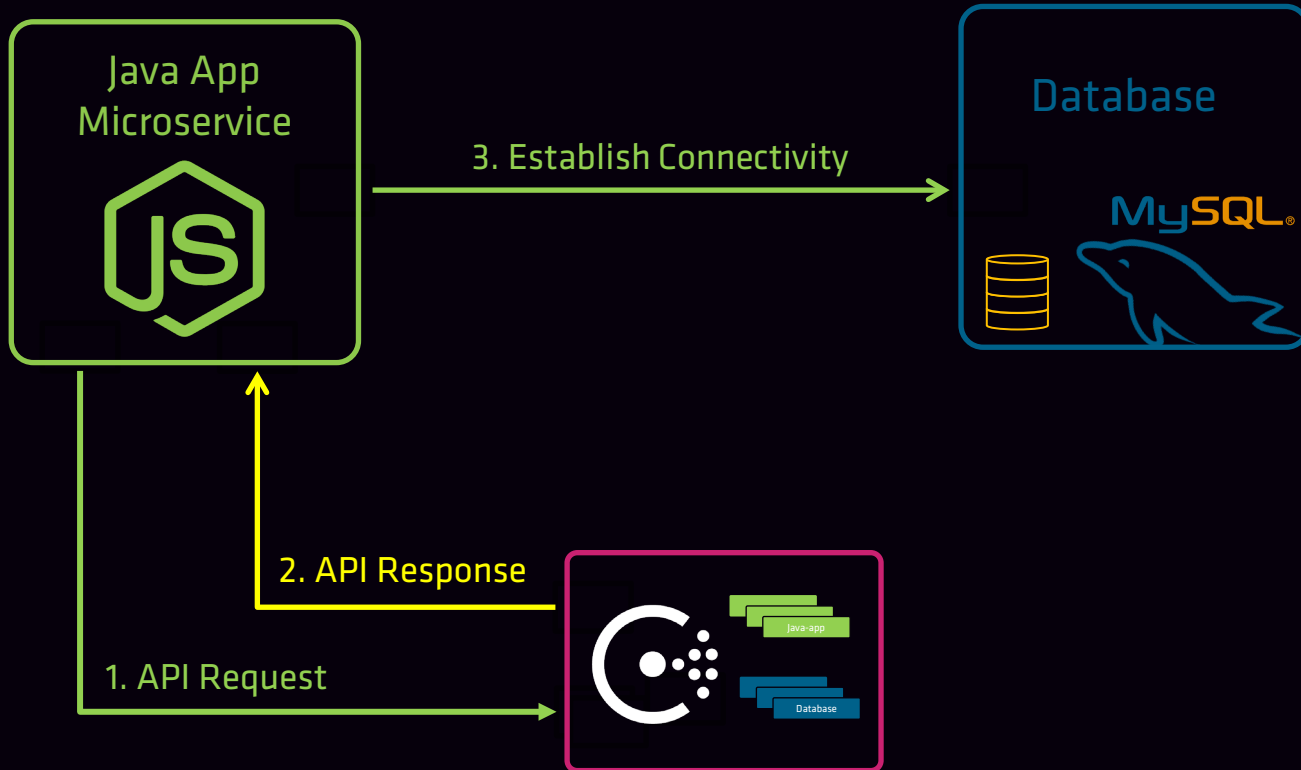 Java App
Microservice
JS
Database
3. Establish Connectivity
MySQL®
2. API Response
Java-app
1. API Request
Database